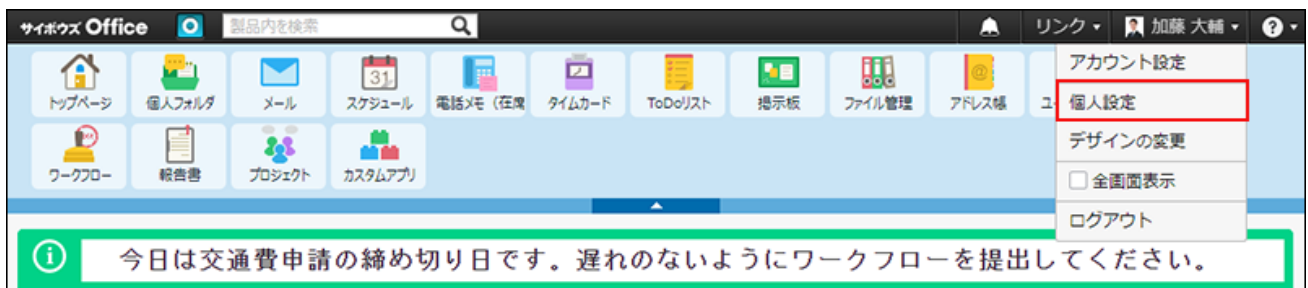 サイボウズ Office
製品内を検索
リンク
加藤 大輔
?
トップページ
個人フォルダ
メール
31
スケジュール
電話メモ（在席
タイムカード
ToDoリスト
掲示板
ファイル管理
@
アドレス帳
ユー
アカウント設定
個人設定
デザインの変更
全画面表示
ログアウト
ワークフロー
報告書
プロジェクト
カスタムアプリ
i
今日は交通費申請の締め切り日です。遅れのないようにワークフローを提出してください。